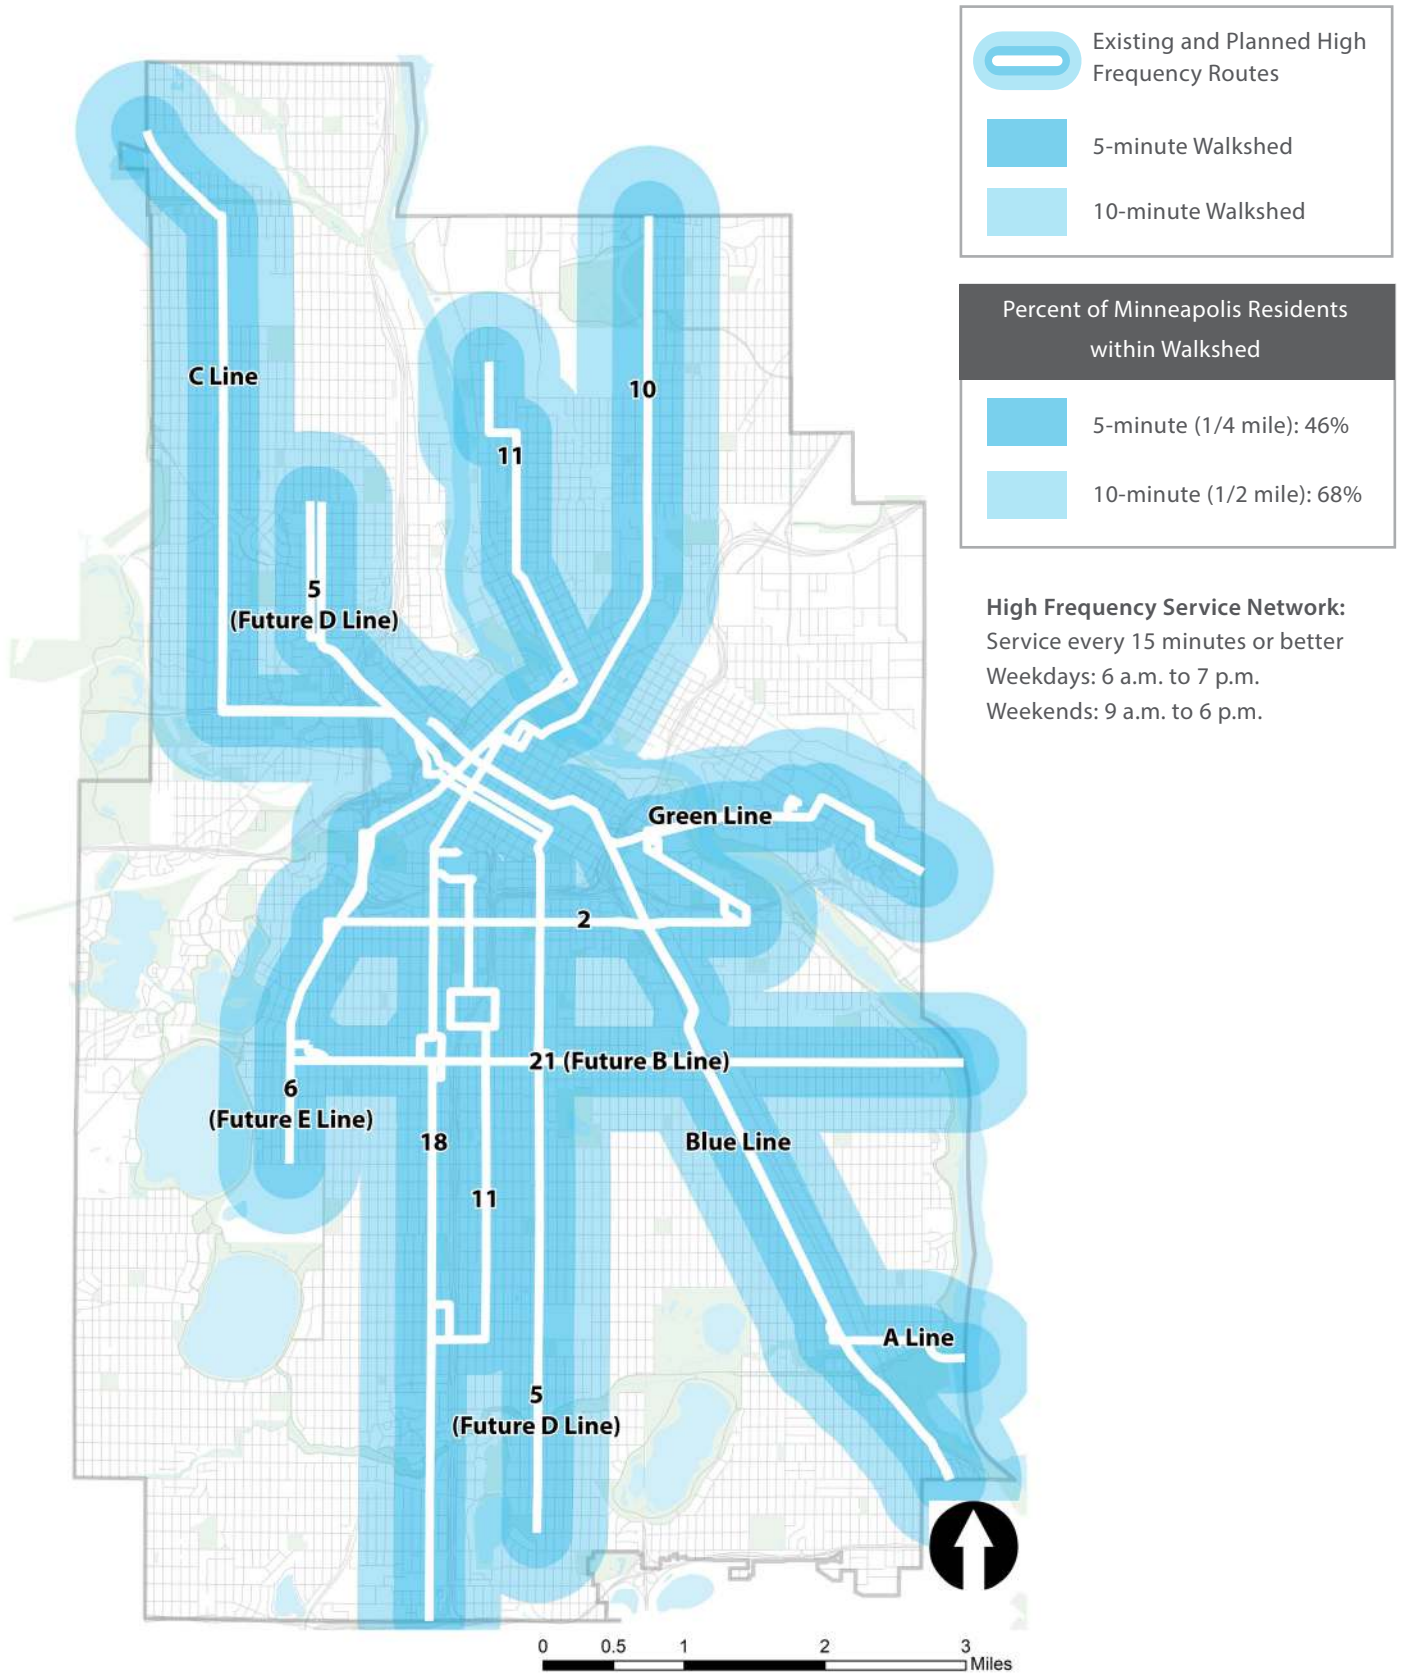 Existing and Planned High
Frequency Routes
5-minute Walkshed
10-minute Walkshed
Percent of Minneapolis Residents
within Walkshed
5-minute (1/4 mile): 46%
10-minute (1/2 mile): 68%
High Frequency Service Network:
Service every 15 minutes or better
Weekdays: 6 a.m. to 7 p.m.
Weekends: 9 a.m. to 6 p.m.
C Line
10
11
5
(Future D Line)
Green Line
2
21 (Future B Line)
6
(Future E Line)
18
Blue Line
11
A Line
5
(Future D Line)
0 0.5 1 2 3
Miles